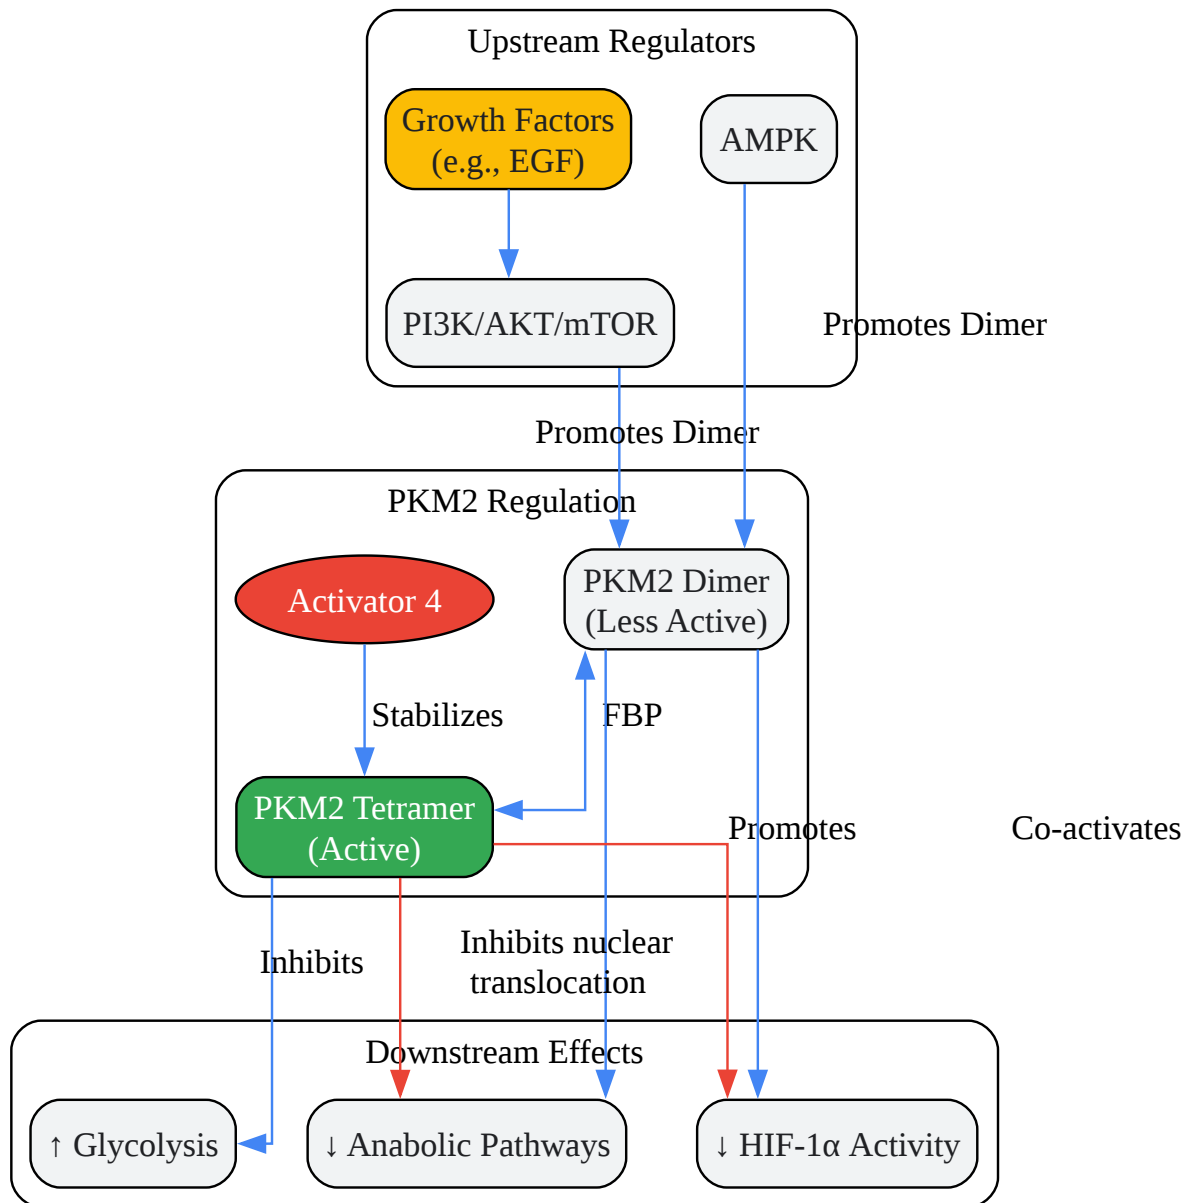 Upstream Regulators
Growth Factors
(e.g., EGF)
AMPK
PI3K/AKT/mTOR
Promotes Dimer
Promotes Dimer
PKM2 Regulation
Activator 4
PKM2 Dimer
(Less Active)
Stabilizes
FBP
PKM2 Tetramer
(Active)
Promotes
Co-activates
Inhibits
Inhibits nuclear
translocation
Downstream Effects
↑ Glycolysis
↓ Anabolic Pathways
↓ HIF-1α Activity